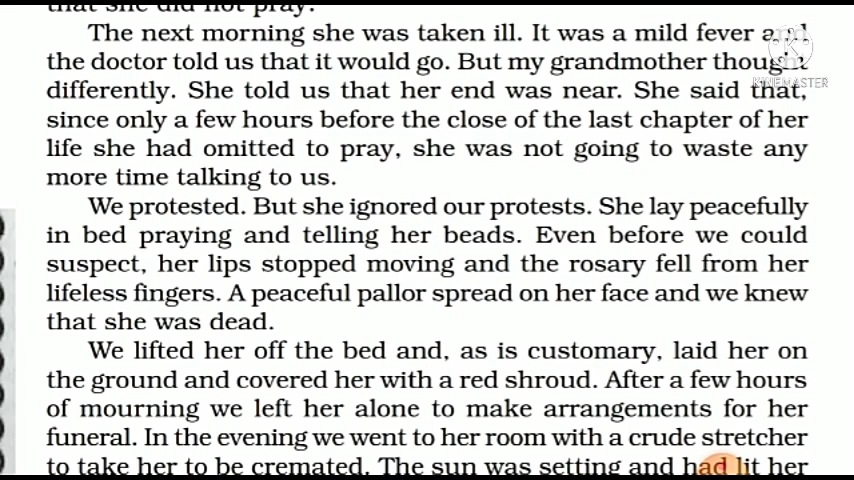 that she did not pray.
The next morning she was taken ill. It was a mild fever and
the doctor told us that it would go. But my grandmother thought
KINEMASTER
differently. She told us that her end was near. She said that,
since only a few hours before the close of the last chapter of her
life she had omitted to pray, she was not going to waste any
more time talking to us.
We protested. But she ignored our protests. She lay peacefully
in bed praying and telling her beads. Even before we could
suspect, her lips stopped moving and the rosary fell from her
lifeless fingers. A peaceful pallor spread on her face and we knew
that she was dead.
We lifted her off the bed and, as is customary, laid her on
the ground and covered her with a red shroud. After a few hours
of mourning we left her alone to make arrangements for her
funeral. In the evening we went to her room with a crude stretcher
to take her to be cremated. The sun was setting and had lit her